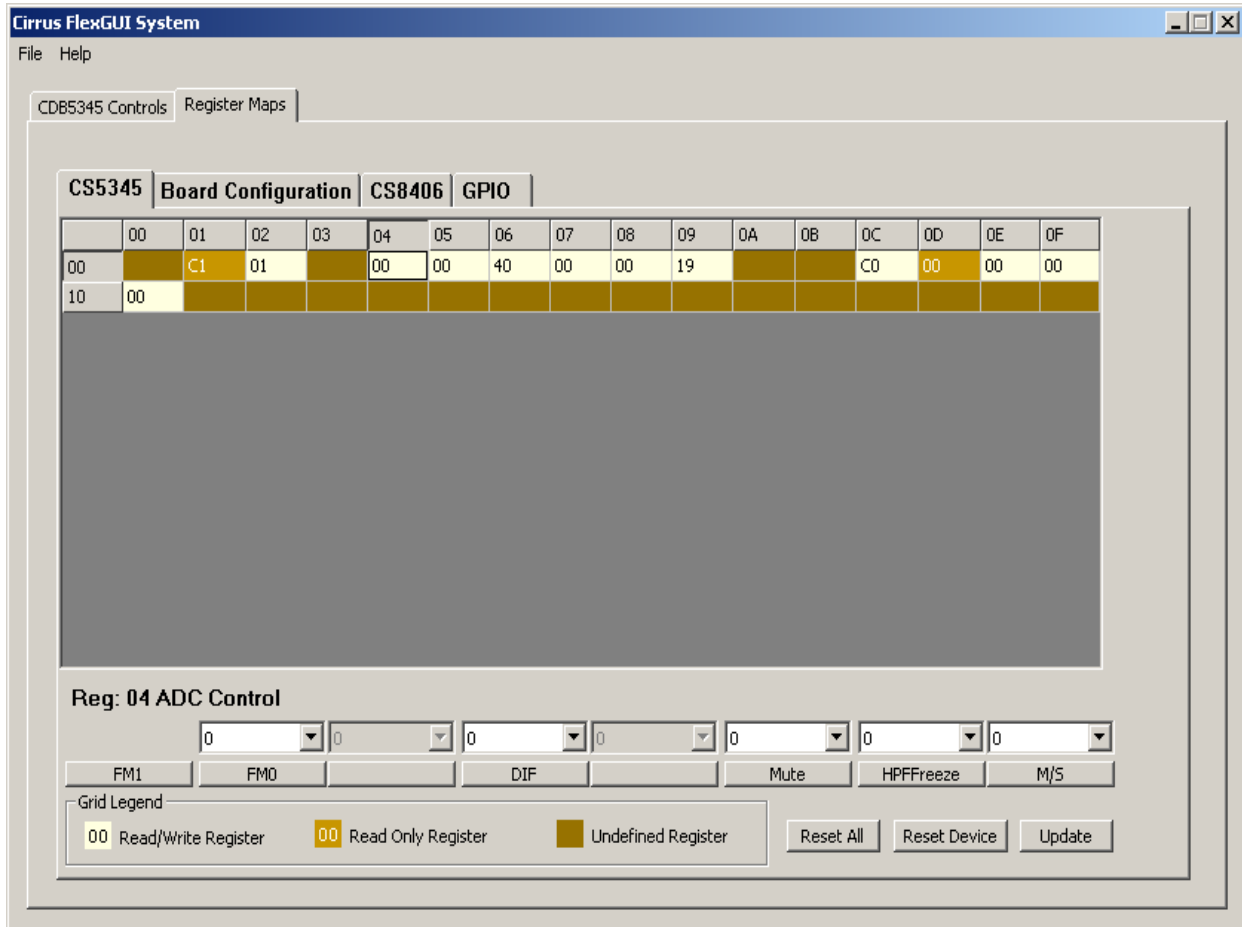 Cirrus FlexGUI System
File Help
CDB5345 Controls Register Maps
CS5345 Board Configuration CS8406 GPIO
00 01 02 03 04 05 06 07 08 09 0A 0B 0C 0D 0E 0F
00 C1 01 00 00 40 00 00 19 C0 00 00 00
10 00
Reg: 04 ADC Control
0 0 0 0 0 0 0
FM1 FM0 DIF Mute HPFFreeze M/S
Grid Legend
00 Read/Write Register 00 Read Only Register Undefined Register Reset All Reset Device Update